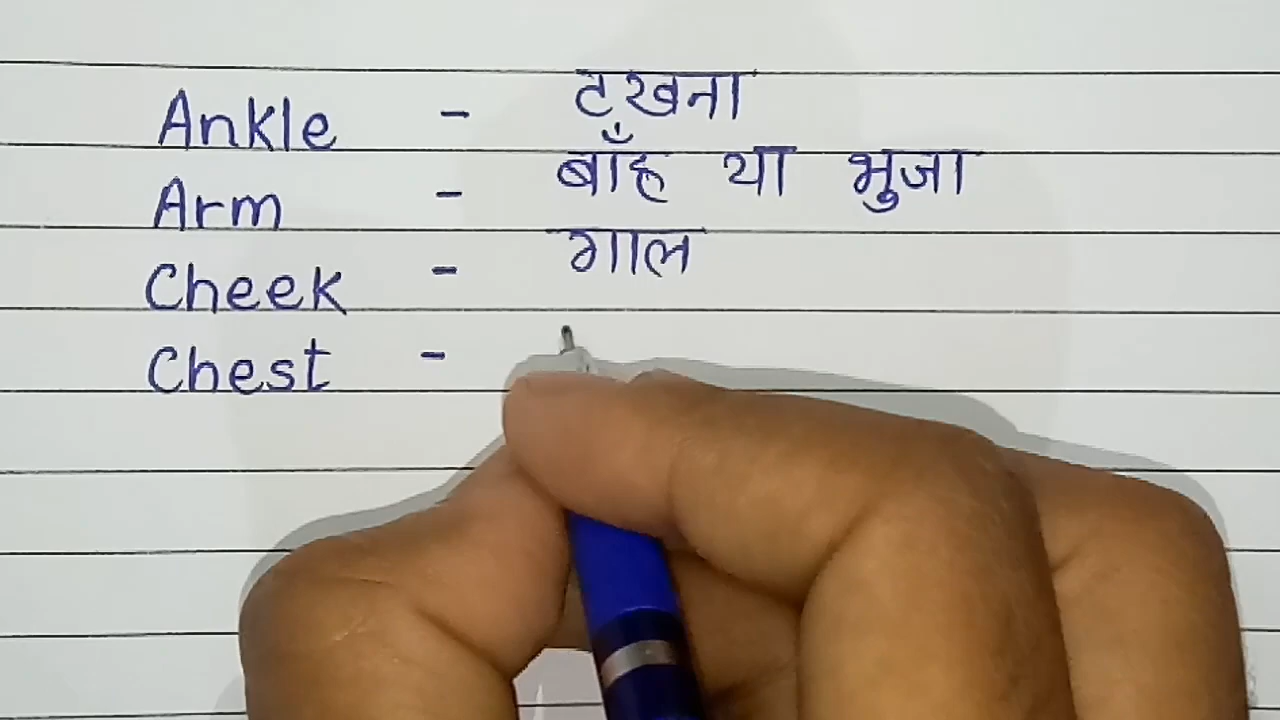 Ankle - टखना
Arm - बाँह या भुजा
Cheek - गाल
Chest -